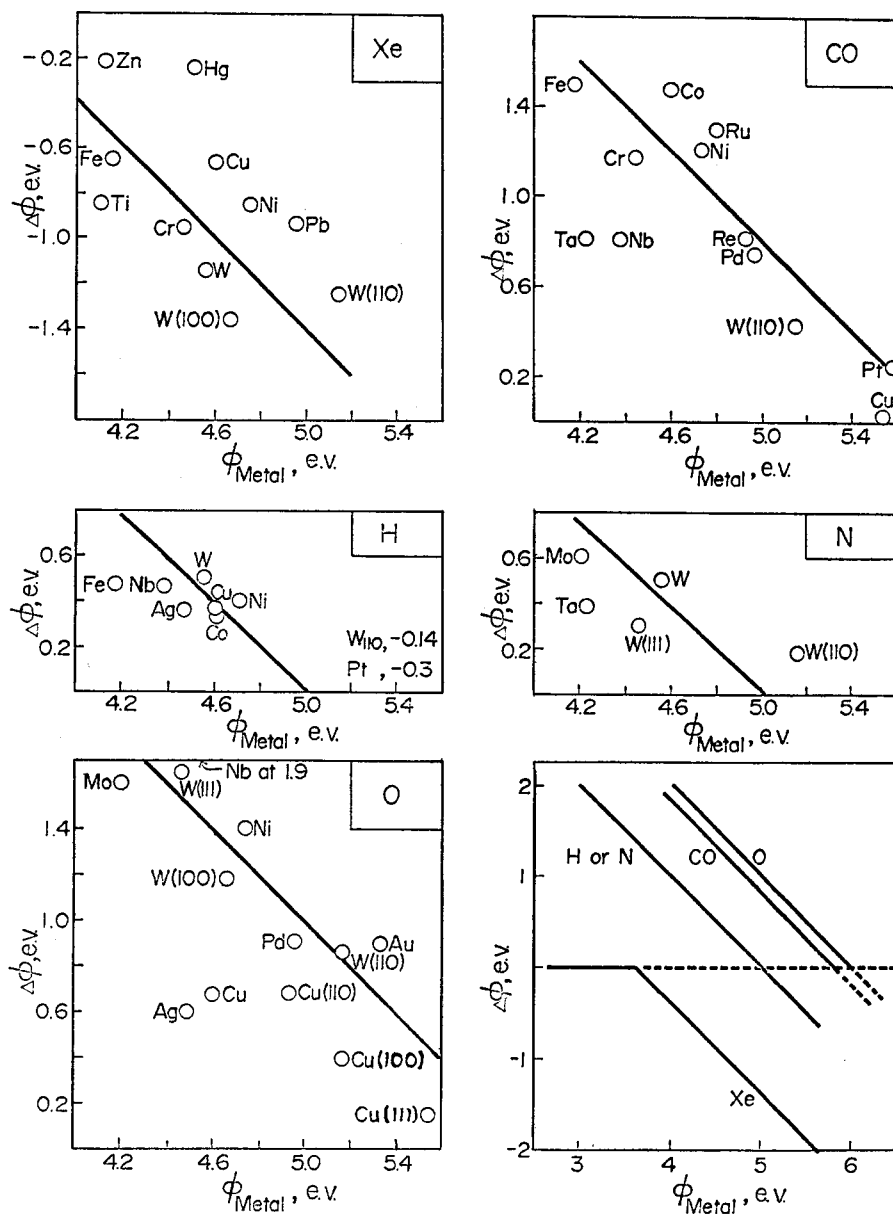 Xe
-0.2
-0.6
-1.0
-1.4
Δϕ, e.v.
Zn
Hg
Fe
Cu
Ti
Ni
Cr
Pb
W
W(100)
W(110)
4.2 4.6 5.0 5.4
ϕMetal, e.v.
CO
1.4
1.0
0.6
0.2
Δϕ, e.v.
Fe
Co
Ru
Cr
Ni
Ta
Nb
Re
Pd
W(110)
Pt
Cu
4.2 4.6 5.0 5.4
ϕMetal, e.v.
H
0.6
0.2
Δϕ, e.v.
W
Fe
Nb
Cu
Ni
Ag
Co
W110, -0.14
Pt , -0.3
4.2 4.6 5.0 5.4
ϕMetal, e.v.
N
0.6
0.2
Δϕ, e.v.
Mo
W
Ta
W(111)
W(110)
4.2 4.6 5.0 5.4
ϕMetal, e.v.
O
1.4
1.0
0.6
0.2
Δϕ, e.v.
Nb at 1.9
Mo
W(111)
Ni
W(100)
Pd
Au
W(110)
Cu
Cu(110)
Ag
Cu(100)
Cu(111)
4.2 4.6 5.0 5.4
ϕMetal, e.v.
2
1
0
-1
-2
Δϕ, e.v.
H or N
CO
O
Xe
3 4 5 6
ϕMetal, e.v.